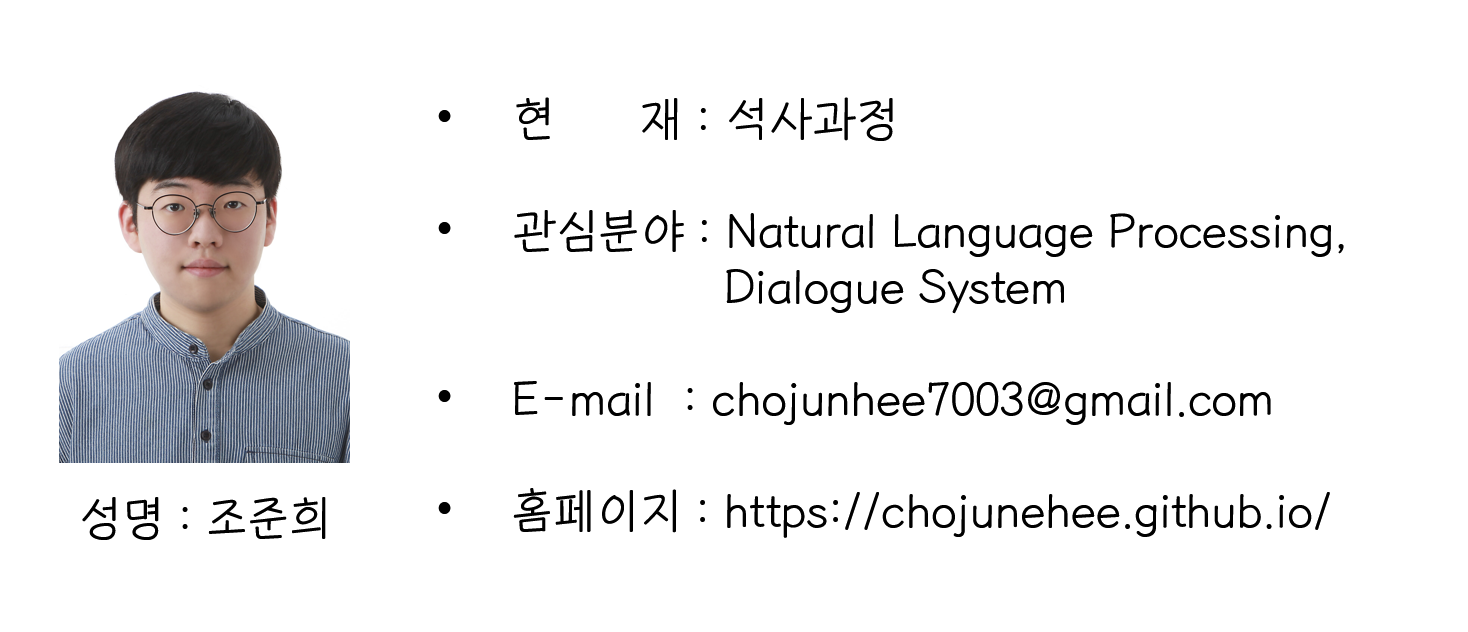 • 현 재 : 석사과정
• 관심분야 : Natural Language Processing,
Dialogue System
• E-mail : chojunhee7003@gmail.com
• 홈페이지 : https://chojunehee.github.io/
성명 : 조준희